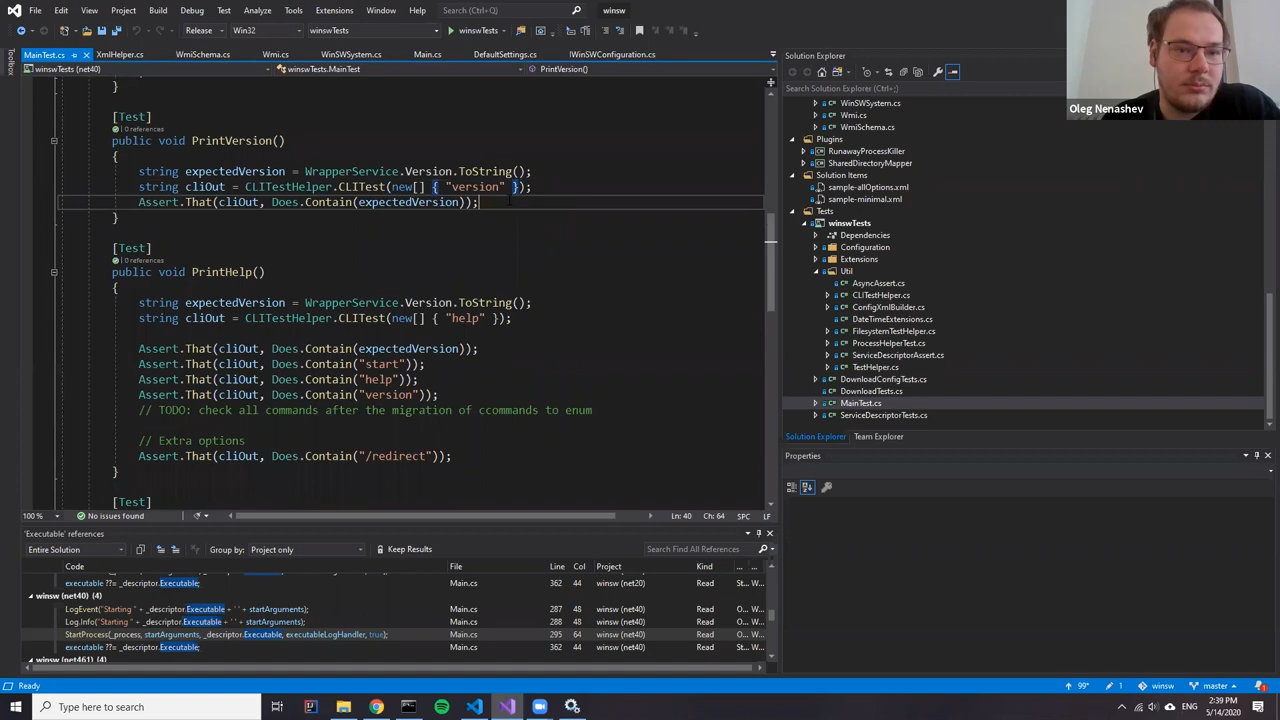 File Edit View Project Build Debug Test Analyze Tools Extensions Window Help Search (Ctrl+Q) winsw
Release Win32 winswTests winswTests
MainTest.cs XmlHelper.cs WmiSchema.cs Wmi.cs WinSWSystem.cs Main.cs DefaultSettings.cs IWinSWConfiguration.cs
winswTests (net40) winswTests.MainTest PrintVersion()
Toolbox
}
[Test]
0 references
public void PrintVersion()
{
string expectedVersion = WrapperService.Version.ToString();
string cliOut = CLITestHelper.CLITest(new[] { "version" });
Assert.That(cliOut, Does.Contain(expectedVersion));
}
[Test]
0 references
public void PrintHelp()
{
string expectedVersion = WrapperService.Version.ToString();
string cliOut = CLITestHelper.CLITest(new[] { "help" });
Assert.That(cliOut, Does.Contain(expectedVersion));
Assert.That(cliOut, Does.Contain("start"));
Assert.That(cliOut, Does.Contain("help"));
Assert.That(cliOut, Does.Contain("version"));
// TODO: check all commands after the migration of ccommands to enum
// Extra options
Assert.That(cliOut, Does.Contain("/redirect"));
}
[Test]
100 % No issues found Ln: 40 Ch: 64 SPC LF
'Executable' references
Entire Solution Group by: Project only Keep Results Search Find All References
Code File Line Col Project Kind
executable ??= _descriptor.Executable; Main.cs 362 44 winsw (net20) Read St... W...
winsw (net40) (4)
LogEvent("Starting " + _descriptor.Executable + ' ' + startArguments); Main.cs 287 48 winsw (net40) Read O... W...
Log.Info("Starting " + _descriptor.Executable + ' ' + startArguments); Main.cs 288 48 winsw (net40) Read O... W...
StartProcess(_process, startArguments, _descriptor.Executable, executableLogHandler, true); Main.cs 295 64 winsw (net40) Read O... W...
executable ??= _descriptor.Executable; Main.cs 362 44 winsw (net40) Read St... W...
winsw (net461) (4)
Solution Explorer
Search Solution Explorer (Ctrl+;)
WinSWSystem.cs
Wmi.cs
WmiSchema.cs
Plugins
RunawayProcessKiller
SharedDirectoryMapper
Solution Items
sample-allOptions.xml
sample-minimal.xml
Tests
winswTests
Dependencies
Configuration
Extensions
Util
AsyncAssert.cs
CLITestHelper.cs
ConfigXmlBuilder.cs
DateTimeExtensions.cs
FilesystemTestHelper.cs
ProcessHelperTest.cs
ServiceDescriptorAssert.cs
TestHelper.cs
DownloadConfigTests.cs
DownloadTests.cs
MainTest.cs
ServiceDescriptorTests.cs
Solution Explorer Team Explorer
Properties
Oleg Nenashev
Ready 99+ 1 winsw master 1
Type here to search ENG 2:39 PM
5/14/2020